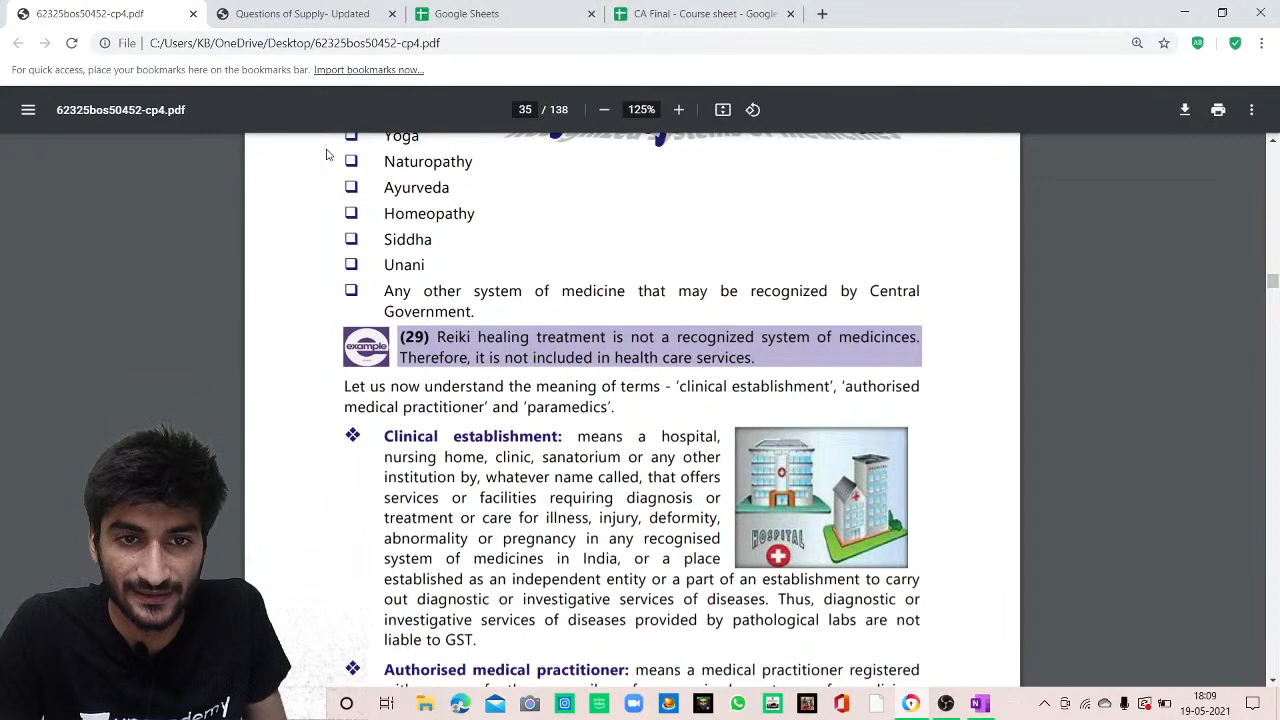 62325bos50452-cp4.pdf
Questions of Supply- Updated
Google Sheets
CA Final - Course sheet - Google
File C:/Users/KB/OneDrive/Desktop/62325bos50452-cp4.pdf
For quick access, place your bookmarks here on the bookmarks bar. Import bookmarks now...
62325bos50452-cp4.pdf
35 / 138
125%
Yoga
Naturopathy
Ayurveda
Homeopathy
Siddha
Unani
Any other system of medicine that may be recognized by Central
Government.
example
(29) Reiki healing treatment is not a recognized system of medicinces.
Therefore, it is not included in health care services.
Let us now understand the meaning of terms - ‘clinical establishment’, ‘authorised
medical practitioner’ and ‘paramedics’.
Clinical establishment: means a hospital,
nursing home, clinic, sanatorium or any other
institution by, whatever name called, that offers
services or facilities requiring diagnosis or
treatment or care for illness, injury, deformity,
abnormality or pregnancy in any recognised
system of medicines in India, or a place
HOSPITAL
established as an independent entity or a part of an establishment to carry
out diagnostic or investigative services of diseases. Thus, diagnostic or
investigative services of diseases provided by pathological labs are not
liable to GST.
Authorised medical practitioner: means a medical practitioner registered
18:09
19-05-2021